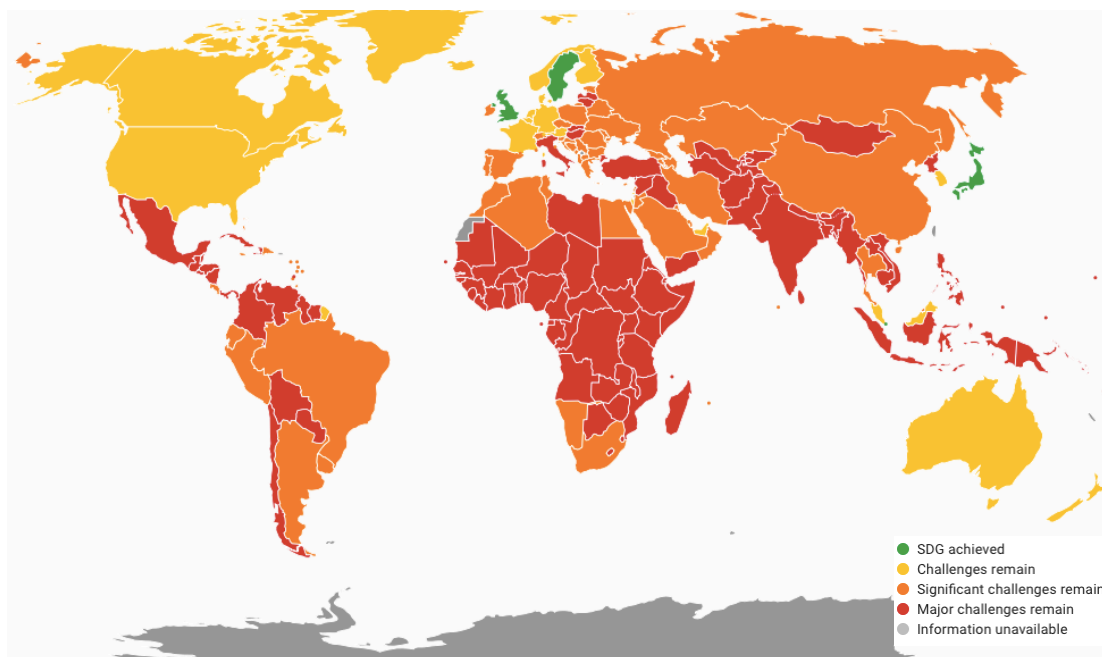 SDG achieved
Challenges remain
Significant challenges remain
Major challenges remain
Information unavailable